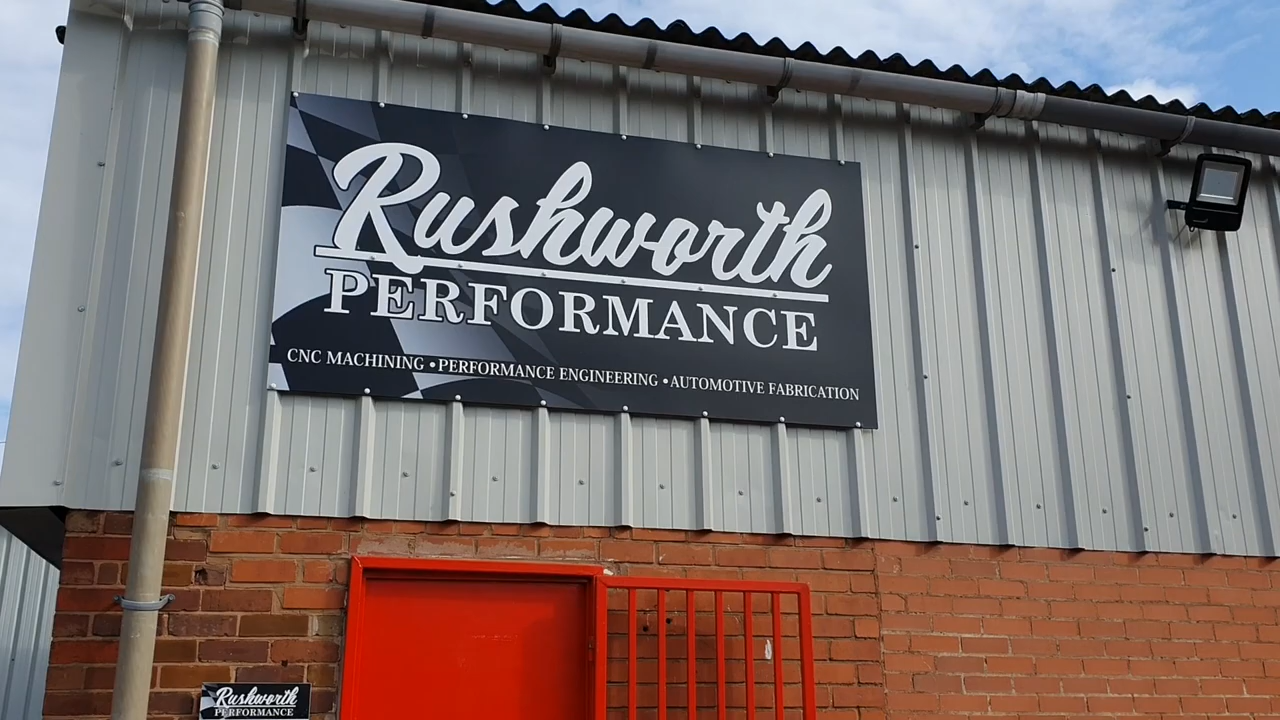 Rushworth
PERFORMANCE
CNC MACHINING • PERFORMANCE ENGINEERING • AUTOMOTIVE FABRICATION
Rushworth
PERFORMANCE